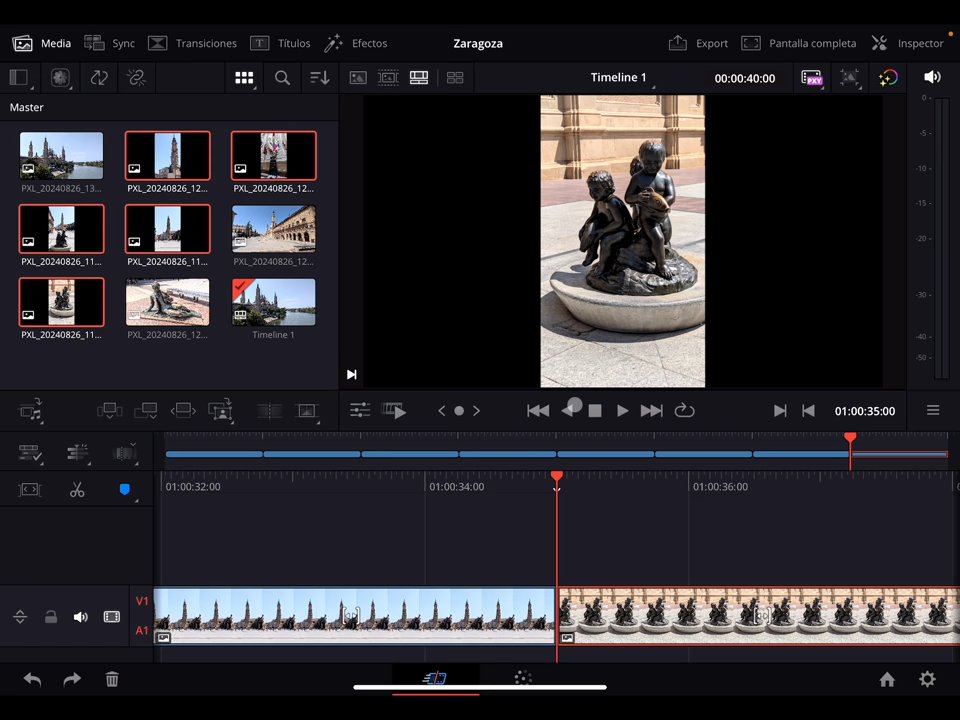 Media Sync Transiciones Títulos Efectos Zaragoza Export Pantalla completa Inspector
Timeline 1 00:00:40:00 PXY
Master
PXL_20240826_13... PXL_20240826_12... PXL_20240826_12...
PXL_20240826_11... PXL_20240826_11... PXL_20240826_12...
PXL_20240826_11... PXL_20240826_12... Timeline 1
0
-5
-10
-15
-20
-30
-40
-50
01:00:35:00
01:00:32:00 01:00:34:00 01:00:36:00
V1
A1